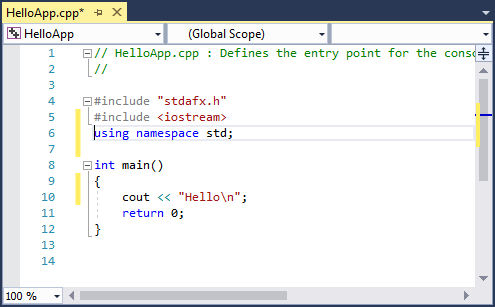 HelloApp.cpp*
HelloApp (Global Scope)
1 // HelloApp.cpp : Defines the entry point for the conso
2 //
3
4 #include "stdafx.h"
5 #include <iostream>
6 using namespace std;
7
8 int main()
9 {
10 cout << "Hello\n";
11 return 0;
12 }
13
14
100 %